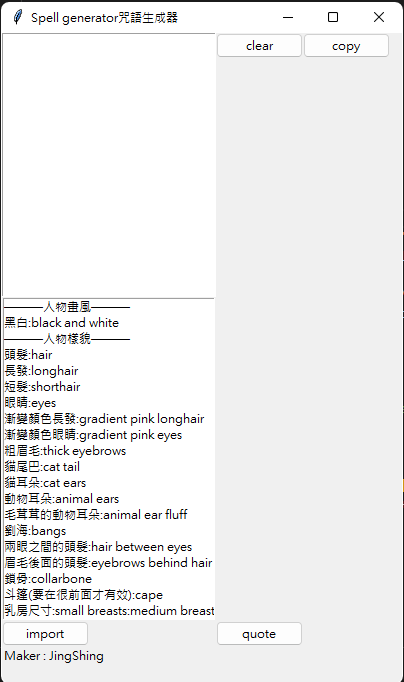 Spell generator咒語生成器
clear
copy
———人物畫風———
黑白:black and white
———人物樣貌———
頭髮:hair
長發:longhair
短髮:shorthair
眼睛:eyes
漸變顏色長發:gradient pink longhair
漸變顏色眼睛:gradient pink eyes
粗眉毛:thick eyebrows
貓尾巴:cat tail
貓耳朵:cat ears
動物耳朵:animal ears
毛茸茸的動物耳朵:animal ear fluff
劉海:bangs
兩眼之間的頭髮:hair between eyes
眉毛後面的頭髮:eyebrows behind hair
鎖骨:collarbone
斗篷(要在很前面才有效):cape
乳房尺寸:small breasts:medium breast
import
quote
Maker : JingShing